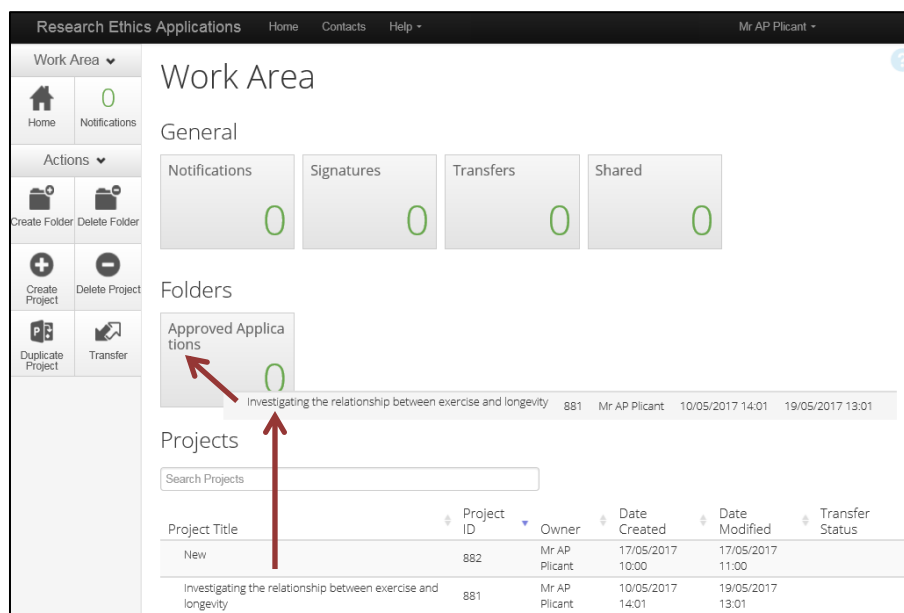 Research Ethics Applications Home Contacts Help Mr AP Plicant
Work Area
Home
0
Notifications
Actions
Create Folder
Delete Folder
Create
Project
Delete Project
Duplicate
Project
Transfer
Work Area
?
General
Notifications
0
Signatures
0
Transfers
0
Shared
0
Folders
Approved Applica
tions
0
Investigating the relationship between exercise and longevity 881 Mr AP Plicant 10/05/2017 14:01 19/05/2017 13:01
Projects
Search Projects
Project Title
Project
ID
Owner
Date
Created
Date
Modified
Transfer
Status
New
882
Mr AP
Plicant
17/05/2017
10:00
17/05/2017
11:00
Investigating the relationship between exercise and
longevity
881
Mr AP
Plicant
10/05/2017
14:01
19/05/2017
13:01